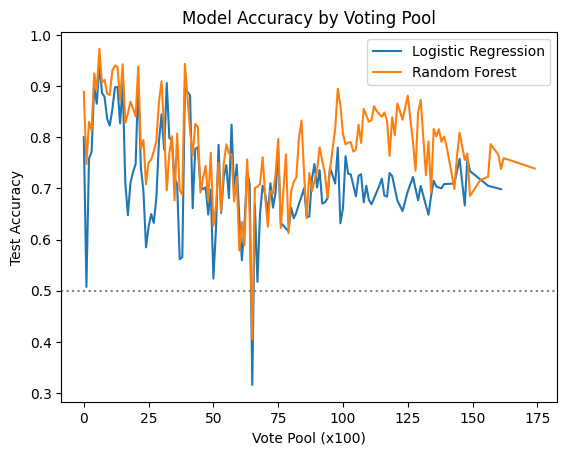 Model Accuracy by Voting Pool
Logistic Regression
Random Forest
Test Accuracy
1.0
0.9
0.8
0.7
0.6
0.5
0.4
0.3
0 25 50 75 100 125 150 175
Vote Pool (x100)